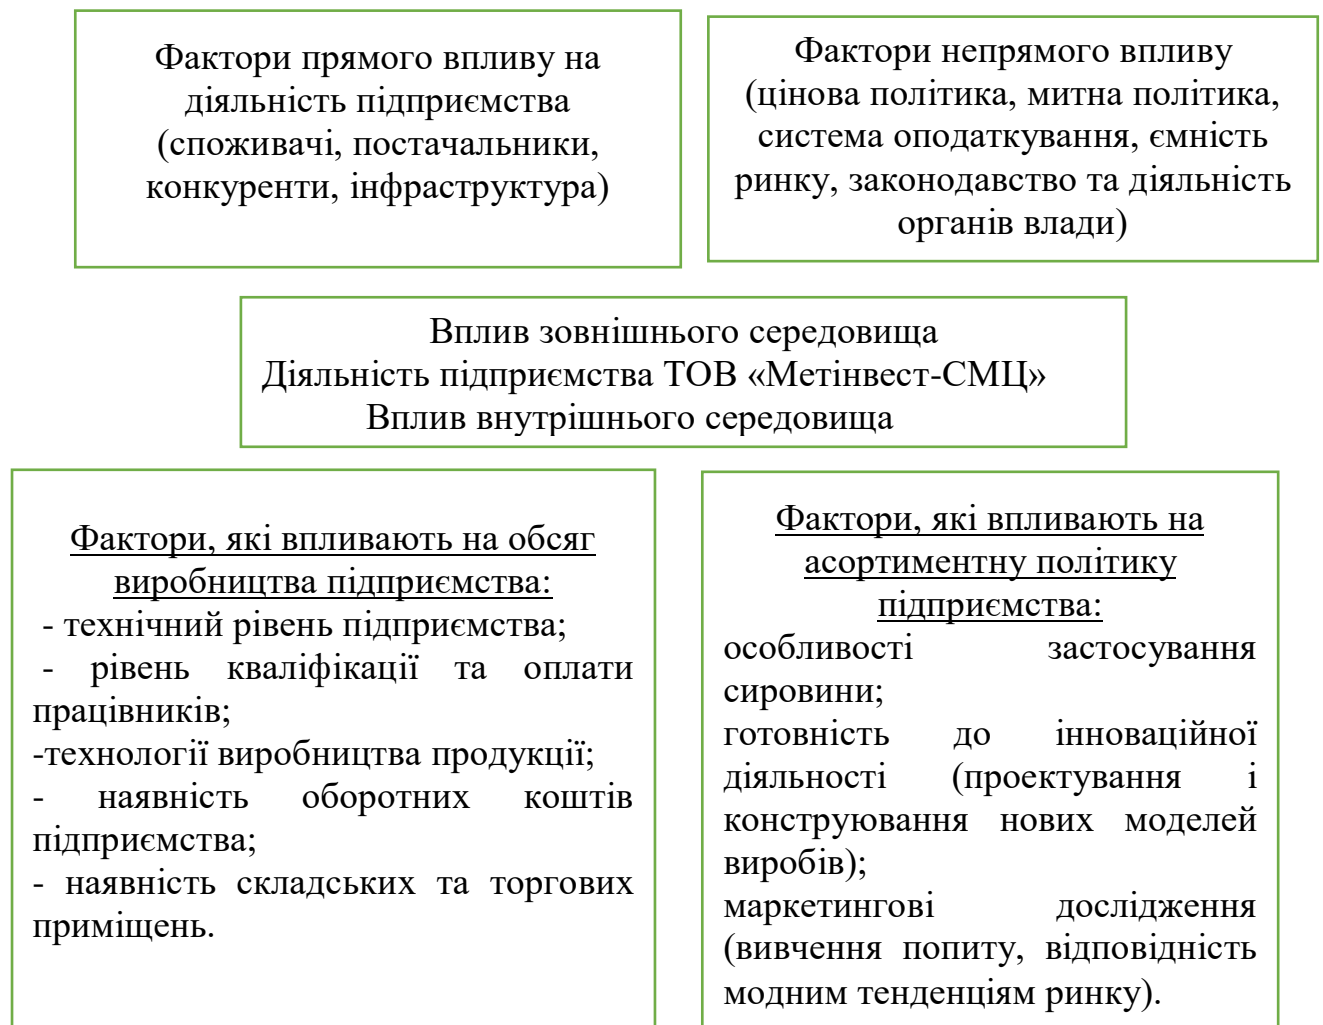 Фактори прямого впливу на
діяльність підприємства
(споживачі, постачальники,
конкуренти, інфраструктура)
Фактори непрямого впливу
(цінова політика, митна політика,
система оподаткування, ємність
ринку, законодавство та діяльність
органів влади)
Вплив зовнішнього середовища
Діяльність підприємства ТОВ «Метінвест-СМЦ»
Вплив внутрішнього середовища
Фактори, які впливають на обсяг
виробництва підприємства:
- технічний рівень підприємства;
- рівень кваліфікації та оплати
працівників;
-технології виробництва продукції;
- наявність оборотних коштів
підприємства;
- наявність складських та торгових
приміщень.
Фактори, які впливають на
асортиментну політику
підприємства:
особливості застосування
сировини;
готовність до інноваційної
діяльності (проектування і
конструювання нових моделей
виробів);
маркетингові дослідження
(вивчення попиту, відповідність
модним тенденціям ринку).